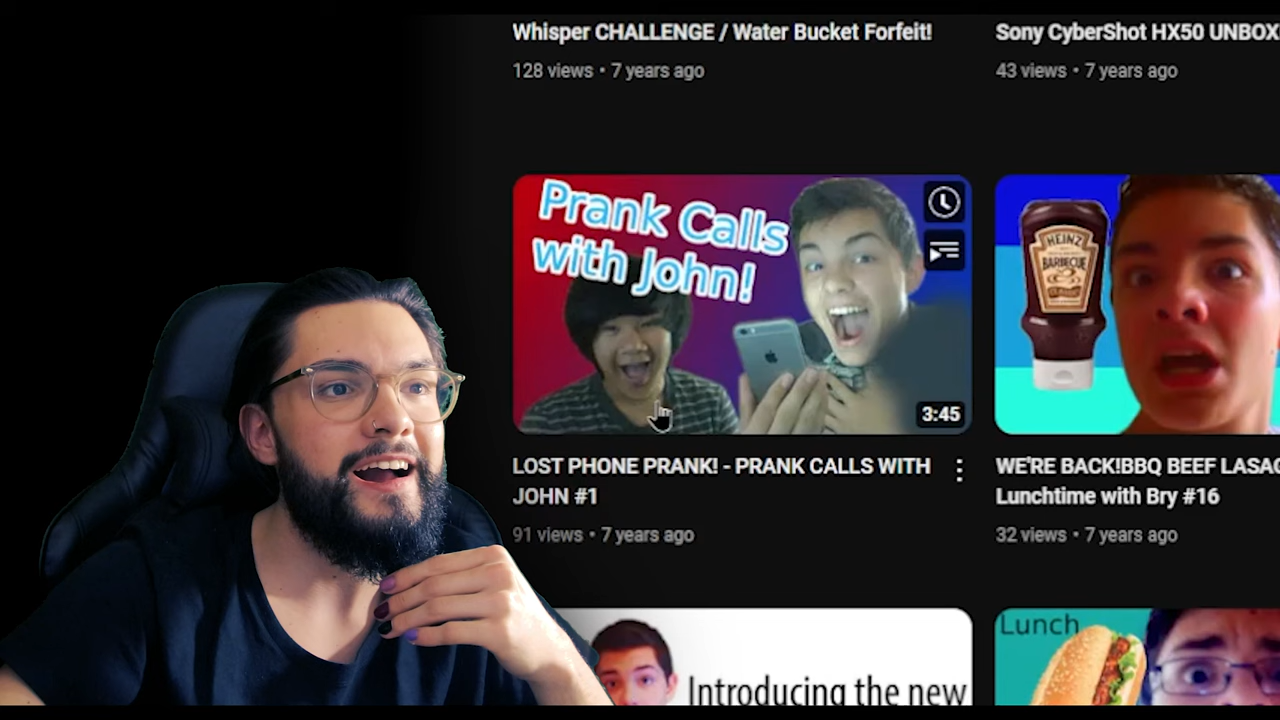 Whisper CHALLENGE / Water Bucket Forfeit!
128 views • 7 years ago
Sony CyberShot HX50 UNBOX
43 views • 7 years ago
Prank Calls
with John!
3:45
LOST PHONE PRANK! - PRANK CALLS WITH
JOHN #1
91 views • 7 years ago
HEINZ
BARBECUE
CLASSIC
WE'RE BACK!BBQ BEEF LASAG
Lunchtime with Bry #16
32 views • 7 years ago
Introducing the new
Lunch